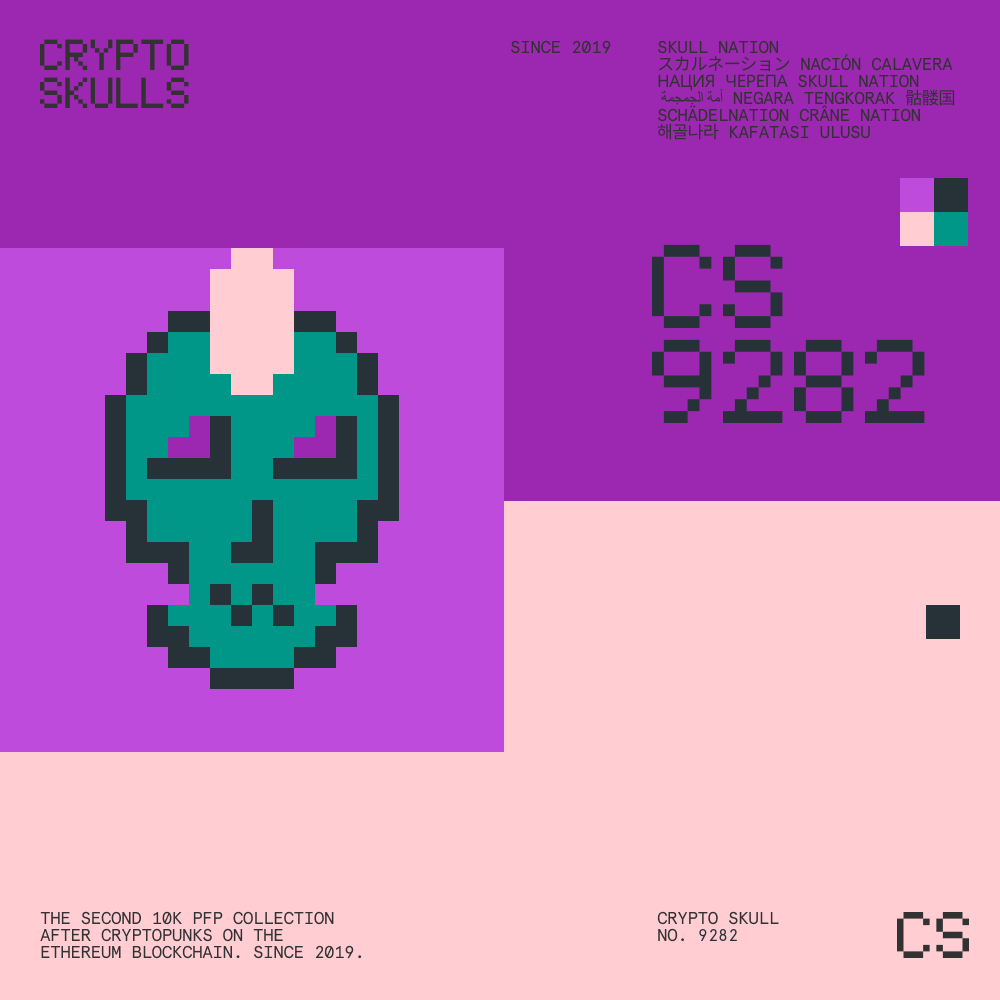 CRYPTO
SKULLS
SINCE 2019
SKULL NATION
スカルネーション NACIÓN CALAVERA
НАЦИЯ ЧЕРЕПА SKULL NATION
أمة الجمجمة NEGARA TENGKORAK 骷髅国
SCHÄDELNATION CRÂNE NATION
해골나라 KAFATASI ULUSU
CS
9282
THE SECOND 10K PFP COLLECTION
AFTER CRYPTOPUNKS ON THE
ETHEREUM BLOCKCHAIN. SINCE 2019.
CRYPTO SKULL
NO. 9282
CS